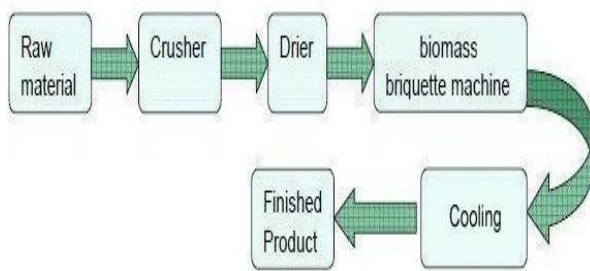 Raw
material
Crusher
Drier
biomass
briquette machine
Cooling
Finished
Product